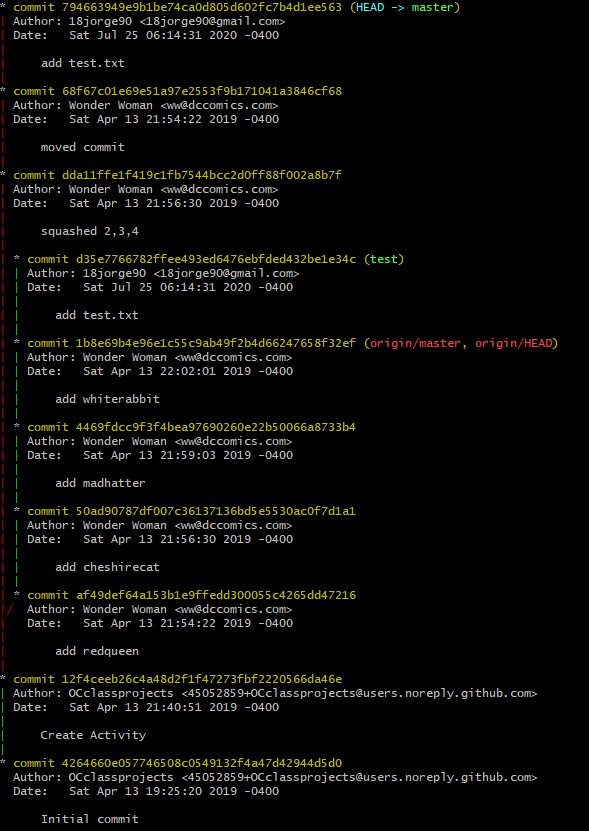 * commit 794663949e9b1be74ca0d805d602fc7b4d1ee563 (HEAD -> master)
| Author: 18jorge90 <18jorge90@gmail.com>
| Date:   Sat Jul 25 06:14:31 2020 -0400
|
|     add test.txt
|
* commit 68f67c01e69e51a97e2553f9b171041a3846cf68
| Author: Wonder Woman <ww@dccomics.com>
| Date:   Sat Apr 13 21:54:22 2019 -0400
|
|     moved commit
|
* commit dda11ffe1f419c1fb7544bcc2d0ff88f002a8b7f
| Author: Wonder Woman <ww@dccomics.com>
| Date:   Sat Apr 13 21:56:30 2019 -0400
|
|     squashed 2,3,4
|
| * commit d35e7766782ffee493ed6476ebfded432be1e34c (test)
| | Author: 18jorge90 <18jorge90@gmail.com>
| | Date:   Sat Jul 25 06:14:31 2020 -0400
| |
| |     add test.txt
| |
| * commit 1b8e69b4e96e1c55c9ab49f2b4d66247658f32ef (origin/master, origin/HEAD)
| | Author: Wonder Woman <ww@dccomics.com>
| | Date:   Sat Apr 13 22:02:01 2019 -0400
| |
| |     add whiterabbit
| |
| * commit 4469fdcc9f3f4bea97690260e22b50066a8733b4
| | Author: Wonder Woman <ww@dccomics.com>
| | Date:   Sat Apr 13 21:59:03 2019 -0400
| |
| |     add madhatter
| |
| * commit 50ad90787df007c36137136bd5e5530ac0f7d1a1
| | Author: Wonder Woman <ww@dccomics.com>
| | Date:   Sat Apr 13 21:56:30 2019 -0400
| |
| |     add cheshirecat
| |
| * commit af49def64a153b1e9ffedd300055c4265dd47216
|/  Author: Wonder Woman <ww@dccomics.com>
|   Date:   Sat Apr 13 21:54:22 2019 -0400
|
|       add redqueen
|
* commit 12f4ceeb26c4a48d2f1f47273fbf2220566da46e
| Author: OCclassprojects <45052859+OCclassprojects@users.noreply.github.com>
| Date:   Sat Apr 13 21:40:51 2019 -0400
|
|     Create Activity
|
* commit 4264660e057746508c0549132f4a47d42944d5d0
  Author: OCclassprojects <45052859+OCclassprojects@users.noreply.github.com>
  Date:   Sat Apr 13 19:25:20 2019 -0400

      Initial commit